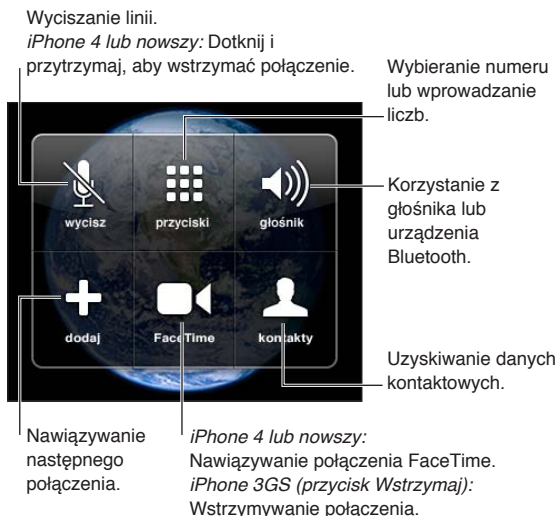 Wyciszanie linii.
iPhone 4 lub nowszy: Dotknij i
przytrzymaj, aby wstrzymać połączenie.
Wybieranie numeru
lub wprowadzanie
liczb.
wycisz
przyciski
głośnik
Korzystanie z
głośnika lub
urządzenia
Bluetooth.
dodaj
FaceTime
kontakty
Uzyskiwanie danych
kontaktowych.
Nawiązywanie
następnego
połączenia.
iPhone 4 lub nowszy:
Nawiązywanie połączenia FaceTime.
iPhone 3GS (przycisk Wstrzymaj):
Wstrzymywanie połączenia.